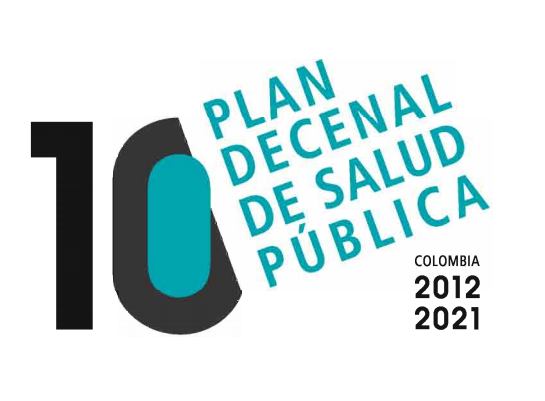 10
PLAN
DECENAL
DE SALUD
PÚBLICA
COLOMBIA
2012
2021